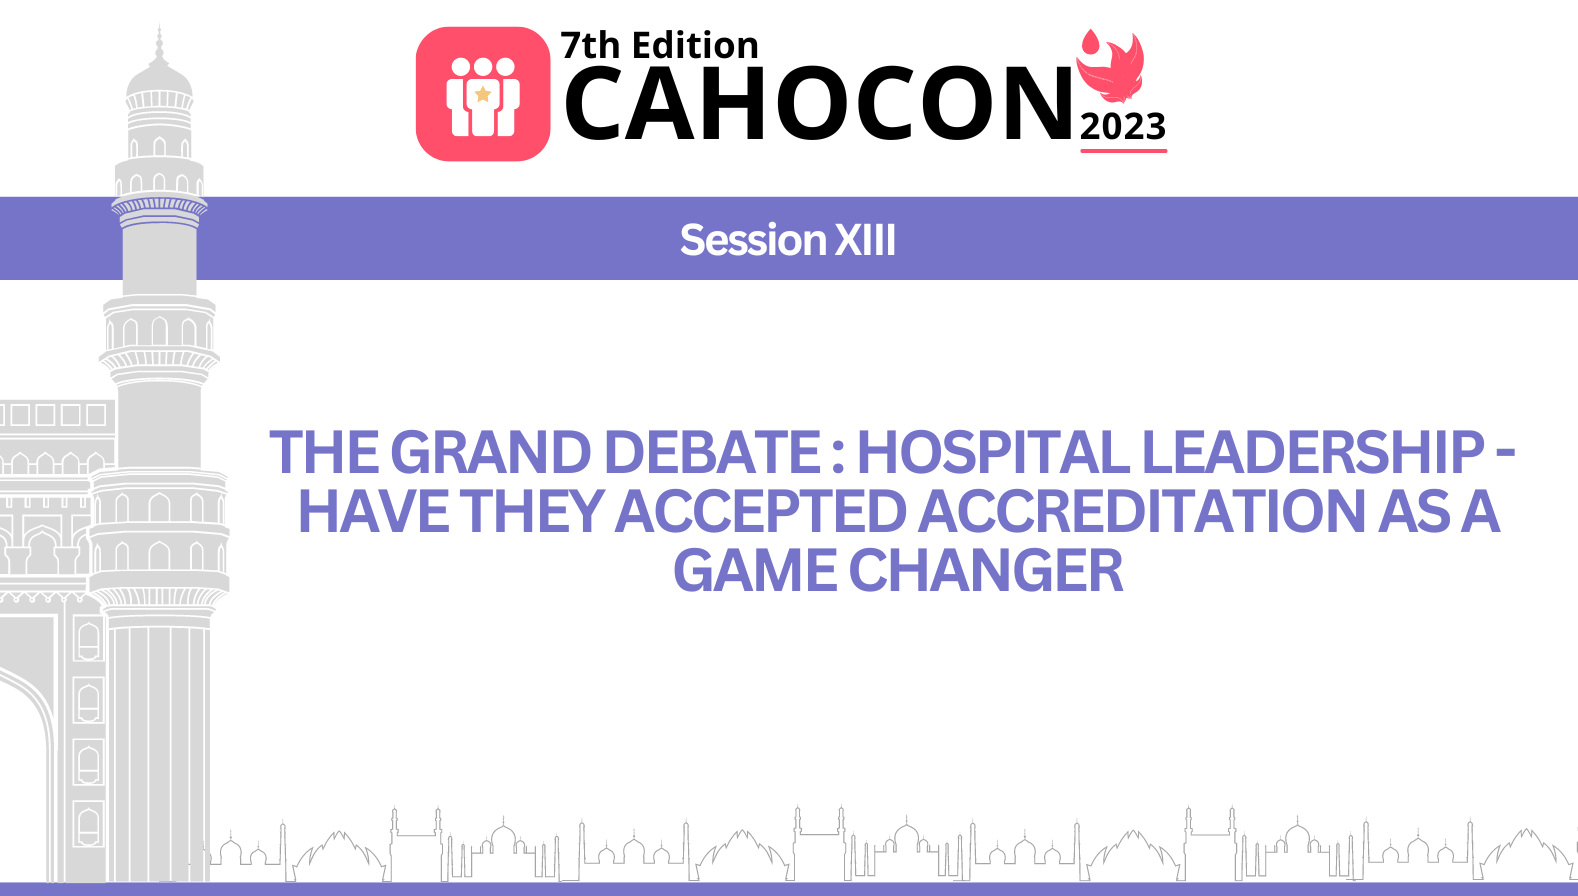 7th Edition
CAHOCON
2023
Session XIII
THE GRAND DEBATE : HOSPITAL LEADERSHIP -
HAVE THEY ACCEPTED ACCREDITATION AS A
GAME CHANGER